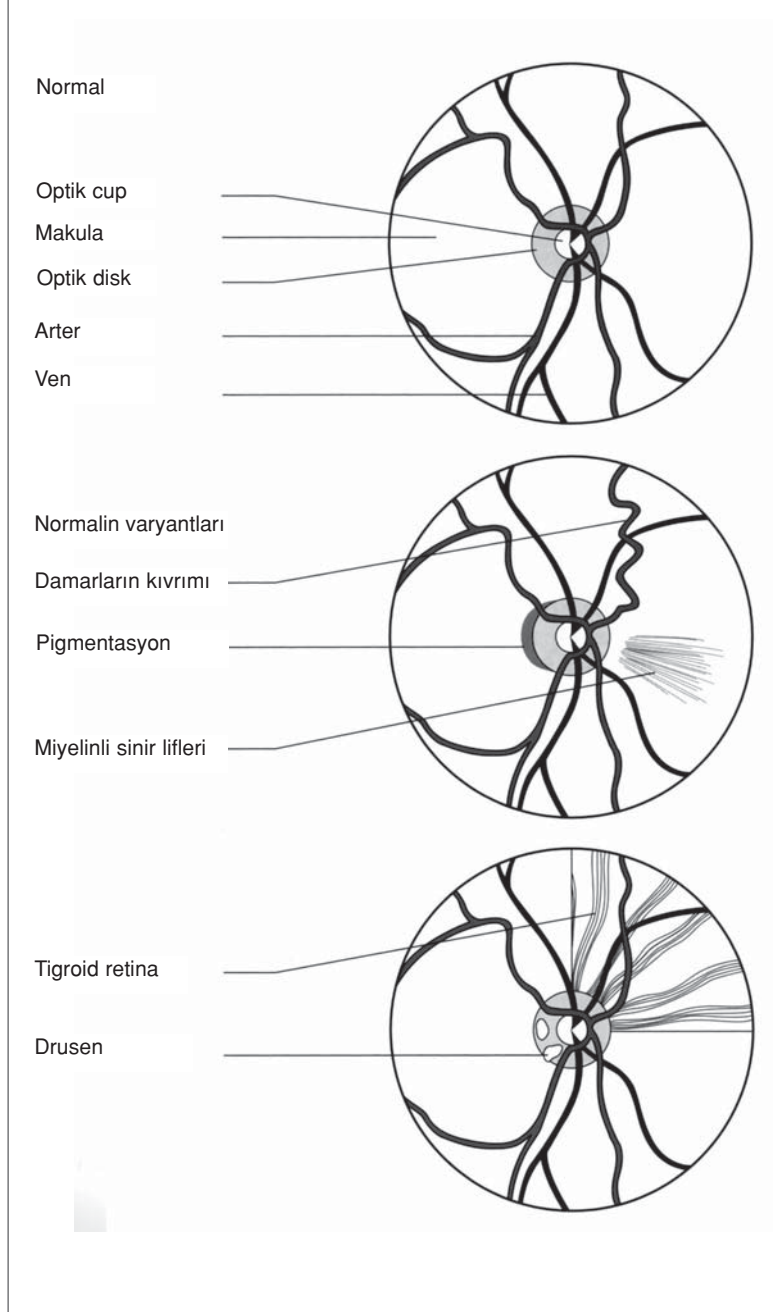 Normal
Optik cup
Makula
Optik disk
Arter
Ven
Normalin varyantları
Damarların kıvrımı
Pigmentasyon
Miyelinli sinir lifleri
Tigroid retina
Drusen